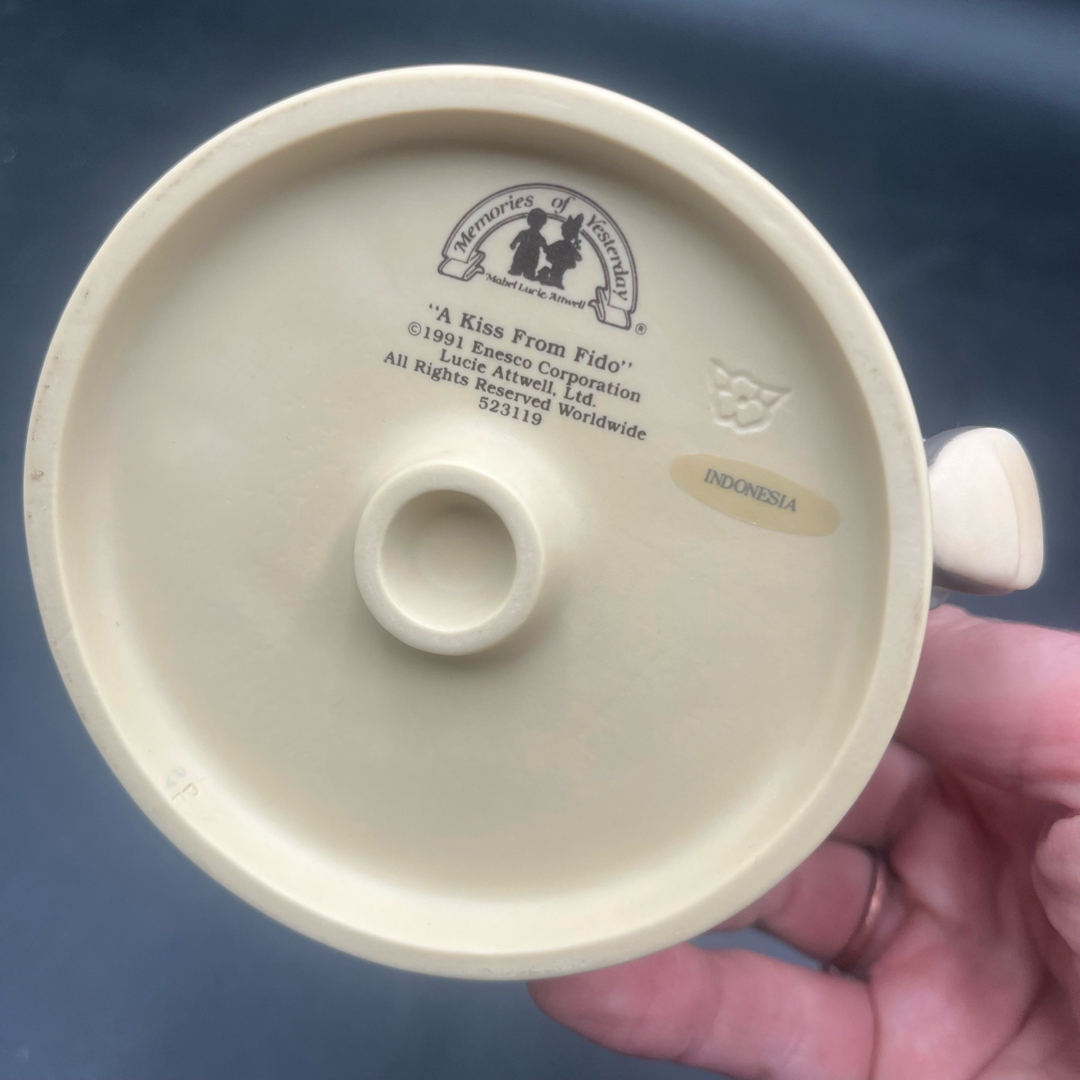 Memories of Yesterday
Mabel Lucie Attwell
®
"A Kiss From Fido"
©1991 Enesco Corporation
Lucie Attwell, Ltd.
All Rights Reserved Worldwide
523119
INDONESIA